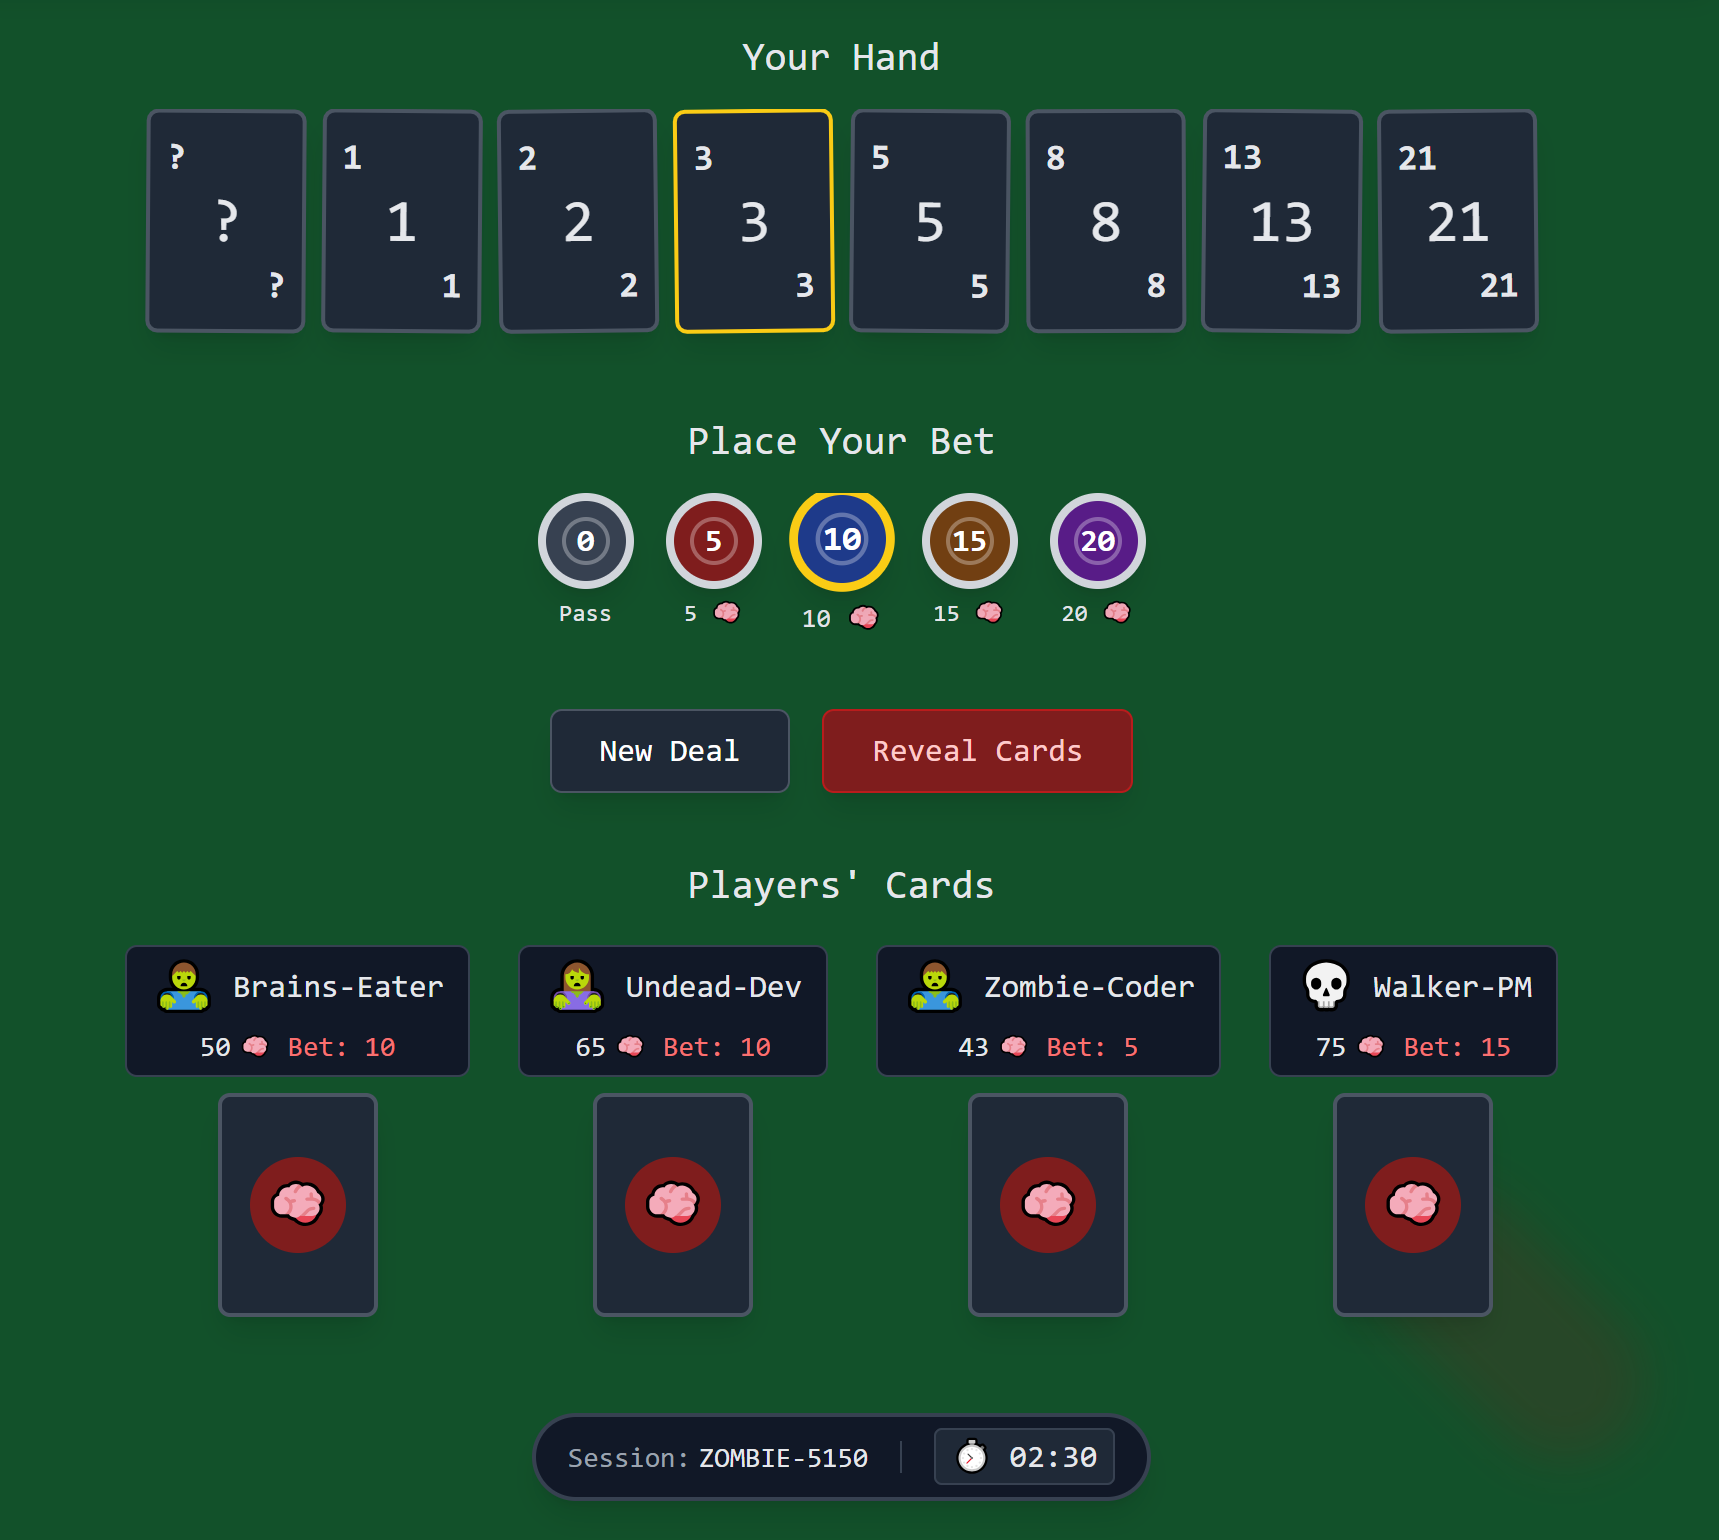 Your Hand
? 1 2 3 5 8 13 21
? 1 2 3 5 8 13 21
? 1 2 3 5 8 13 21
Place Your Bet
0 5 10 15 20
Pass 5 10 15 20
New Deal Reveal Cards
Players' Cards
Brains-Eater Undead-Dev Zombie-Coder Walker-PM
50 Bet: 10 65 Bet: 10 43 Bet: 5 75 Bet: 15
Session: ZOMBIE-5150 02:30